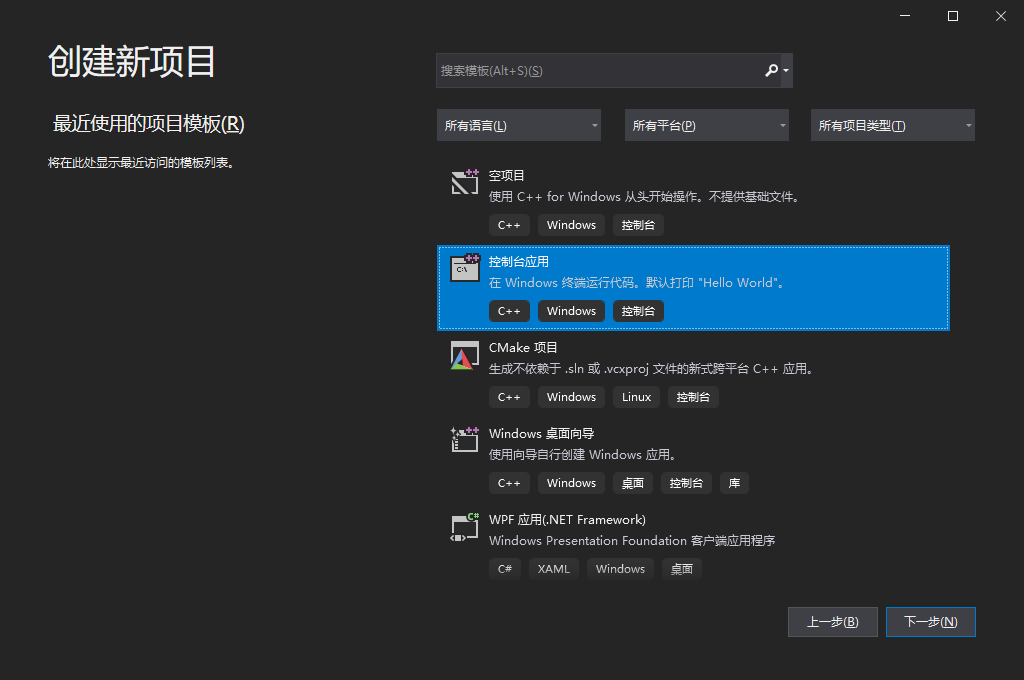 创建新项目
搜索模板(Alt+S)(S)
最近使用的项目模板(R)
所有语言(L)
所有平台(P)
所有项目类型(T)
将在此处显示最近访问的模板列表。
空项目
使用 C++ for Windows 从头开始操作。不提供基础文件。
C++ Windows 控制台
C:\
控制台应用
在 Windows 终端运行代码。默认打印 "Hello World"。
C++ Windows 控制台
CMake 项目
生成不依赖于 .sln 或 .vcxproj 文件的新式跨平台 C++ 应用。
C++ Windows Linux 控制台
Windows 桌面向导
使用向导自行创建 Windows 应用。
C++ Windows 桌面 控制台 库
C#
WPF 应用(.NET Framework)
Windows Presentation Foundation 客户端应用程序
C# XAML Windows 桌面
上一步(B)
下一步(N)